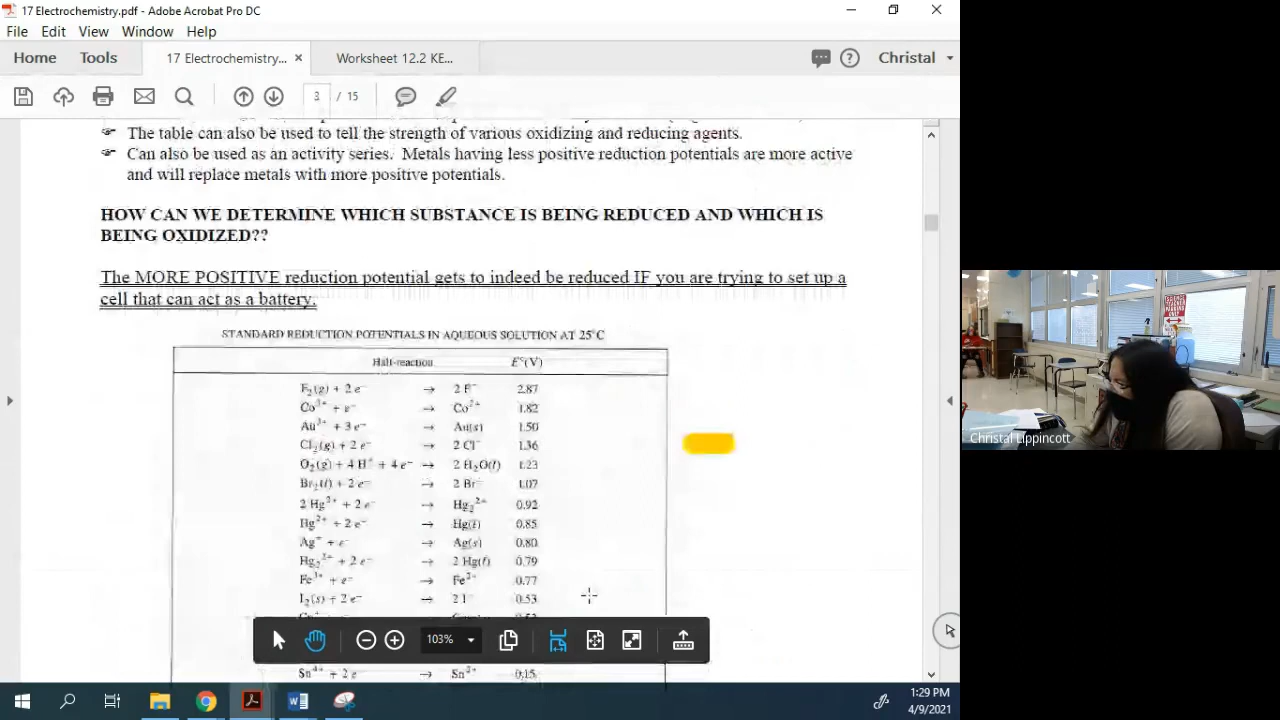 17 Electrochemistry.pdf - Adobe Acrobat Pro DC
File Edit View Window Help
Home Tools 17 Electrochemistry... × Worksheet 12.2 KE... Christal
3 / 15
The table can also be used to tell the strength of various oxidizing and reducing agents.
Can also be used as an activity series. Metals having less positive reduction potentials are more active
and will replace metals with more positive potentials.
HOW CAN WE DETERMINE WHICH SUBSTANCE IS BEING REDUCED AND WHICH IS
BEING OXIDIZED??
The MORE POSITIVE reduction potential gets to indeed be reduced IF you are trying to set up a
cell that can act as a battery.
STANDARD REDUCTION POTENTIALS IN AQUEOUS SOLUTION AT 25°C
Half-reaction E°(V)
F₂(g) + 2 e⁻ → 2 F⁻ 2.87
Co³⁺ + e⁻ → Co²⁺ 1.82
Au³⁺ + 3 e⁻ → Au(s) 1.50
Cl₂(g) + 2 e⁻ → 2 Cl⁻ 1.36
O₂(g) + 4 H⁺ + 4 e⁻ → 2 H₂O(l) 1.23
Br₂(l) + 2 e⁻ → 2 Br⁻ 1.07
2 Hg²⁺ + 2 e⁻ → Hg₂²⁺ 0.92
Hg²⁺ + 2 e⁻ → Hg(l) 0.85
Ag⁺ + e⁻ → Ag(s) 0.80
Hg₂²⁺ + 2 e⁻ → 2 Hg(l) 0.79
Fe³⁺ + e⁻ → Fe²⁺ 0.77
I₂(s) + 2 e⁻ → 2 I⁻ 0.53
103%
Sn⁴⁺ + 2 e⁻ → Sn²⁺ 0.15
1:29 PM
4/9/2021
Christal Lippincott